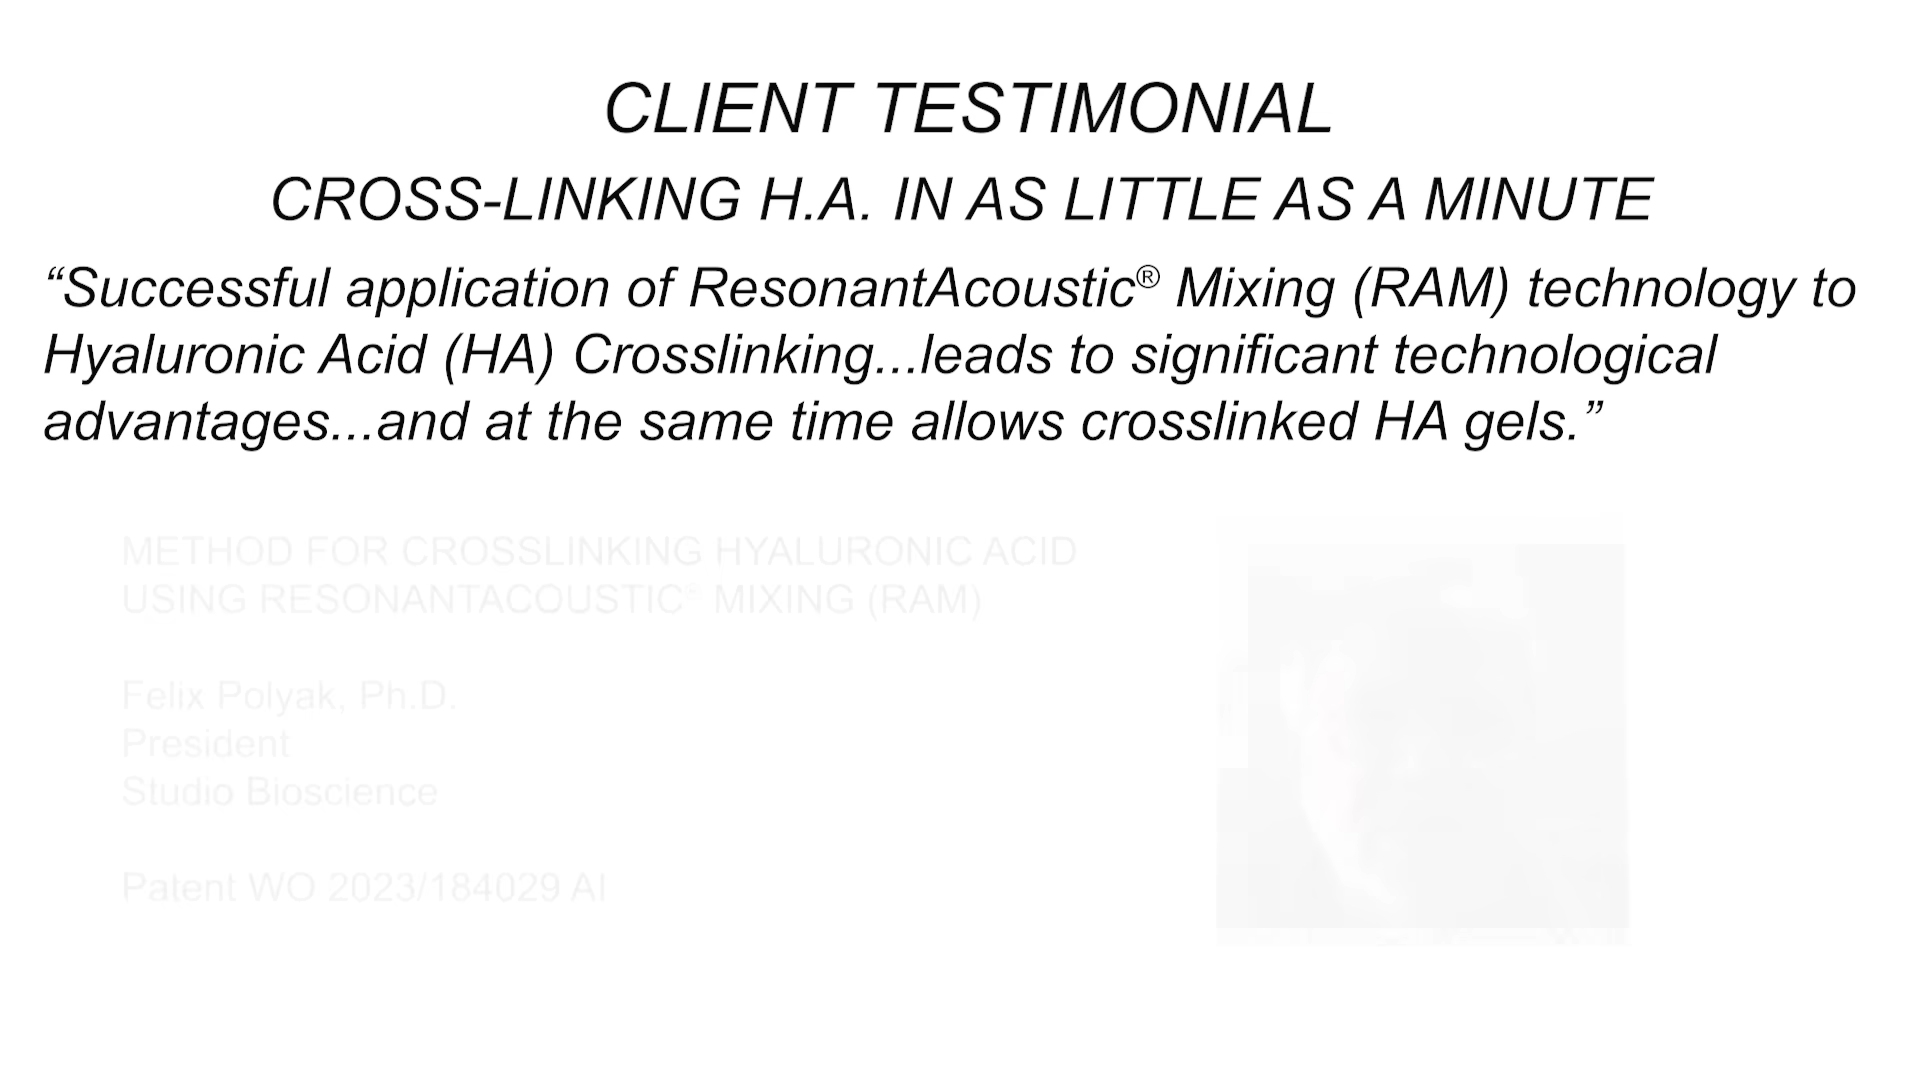 CLIENT TESTIMONIAL
CROSS-LINKING H.A. IN AS LITTLE AS A MINUTE
“Successful application of ResonantAcoustic® Mixing (RAM) technology to
Hyaluronic Acid (HA) Crosslinking...leads to significant technological
advantages...and at the same time allows crosslinked HA gels.”
METHOD FOR CROSSLINKING HYALURONIC ACID
USING RESONANTACOUSTIC® MIXING (RAM)
Felix Polyak, Ph.D.
President
Studio Bioscience
Patent WO 2023/184029 AI